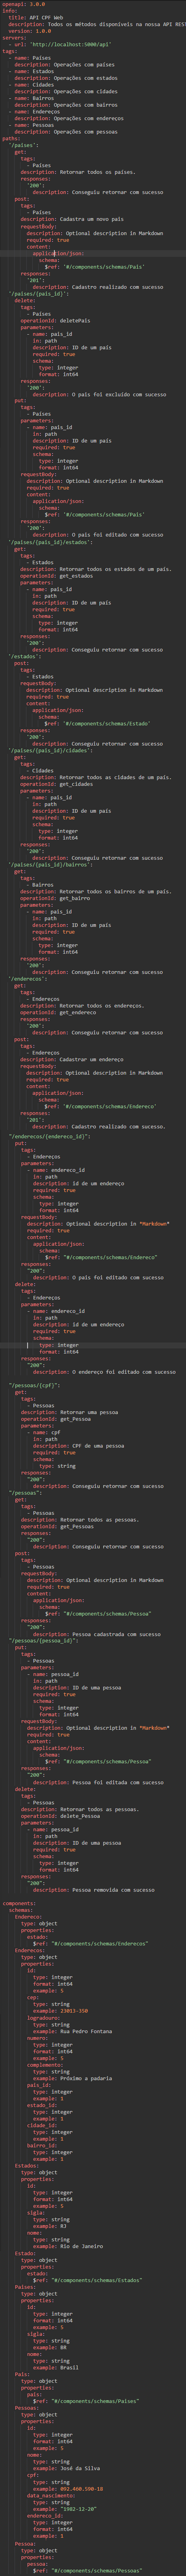 openapi: 3.0.0
info:
  title: API CPF Web
  description: Todos os métodos disponíveis na nossa API RES
  version: 1.0.0
servers:
  - url: 'http://localhost:5000/api'
tags:
  - name: Países
    description: Operações com países
  - name: Estados
    description: Operações com estados
  - name: Cidades
    description: Operações com cidades
  - name: Bairros
    description: Operações com bairros
  - name: Endereços
    description: Operações com endereços
  - name: Pessoas
    description: Operações com pessoas
paths:
  '/países':
    get:
      tags:
        - Países
      description: Retornar todos os países.
      responses:
        '200':
          description: Conseguiu retornar com sucesso
    post:
      tags:
        - Países
      description: Cadastra um novo país
      requestBody:
        description: Optional description in Markdown
        required: true
        content:
          application/json:
            schema:
              $ref: '#/components/schemas/Pais'
      responses:
        '201':
          description: Cadastro realizado com sucesso
  '/países/{pais_id}':
    delete:
      tags:
        - Países
      operationId: deletePais
      parameters:
        - name: pais_id
          in: path
          description: ID de um país
          required: true
          schema:
            type: integer
            format: int64
      responses:
        '200':
          description: O país foi excluído com sucesso
    put:
      tags:
        - Países
      parameters:
        - name: pais_id
          in: path
          description: ID de um país
          required: true
          schema:
            type: integer
            format: int64
      requestBody:
        description: Optional description in Markdown
        required: true
        content:
          application/json:
            schema:
              $ref: '#/components/schemas/Pais'
      responses:
        '200':
          description: O país foi editado com sucesso
  '/países/{pais_id}/estados':
    get:
      tags:
        - Estados
      description: Retornar todos os estados de um país.
      operationId: get_estados
      parameters:
        - name: pais_id
          in: path
          description: ID de um país
          required: true
          schema:
            type: integer
            format: int64
      responses:
        '200':
          description: Conseguiu retornar com sucesso
  '/estados':
    post:
      tags:
        - Estados
      requestBody:
        description: Optional description in Markdown
        required: true
        content:
          application/json:
            schema:
              $ref: '#/components/schemas/Estado'
      responses:
        '200':
          description: Conseguiu retornar com sucesso
  '/países/{pais_id}/cidades':
    get:
      tags:
        - Cidades
      description: Retornar todos as cidades de um país.
      operationId: get_cidades
      parameters:
        - name: pais_id
          in: path
          description: ID de um país
          required: true
          schema:
            type: integer
            format: int64
      responses:
        '200':
          description: Conseguiu retornar com sucesso
  '/países/{pais_id}/bairros':
    get:
      tags:
        - Bairros
      description: Retornar todos os bairros de um país.
      operationId: get_bairro
      parameters:
        - name: pais_id
          in: path
          description: ID de um país
          required: true
          schema:
            type: integer
            format: int64
      responses:
        '200':
          description: Conseguiu retornar com sucesso
  '/enderecos':
    get:
      tags:
        - Endereços
      description: Retornar todos os endereços.
      operationId: get_endereco
      responses:
        '200':
          description: Conseguiu retornar com sucesso
    post:
      tags:
        - Endereços
      description: Cadastrar um endereço
      requestBody:
        description: Optional description in Markdown
        required: true
        content:
          application/json:
            schema:
              $ref: '#/components/schemas/Endereco'
      responses:
        '201':
          description: Cadastro realizado com sucesso.
  "/enderecos/{endereco_id}":
    put:
      tags:
        - Endereços
      parameters:
        - name: endereco_id
          in: path
          description: id de um endereço
          required: true
          schema:
            type: integer
            format: int64
      requestBody:
        description: Optional description in *Markdown*
        required: true
        content:
          application/json:
            schema:
              $ref: "#/components/schemas/Endereco"
      responses:
        "200":
          description: O país foi editado com sucesso
    delete:
      tags:
        - Endereços
      parameters:
        - name: endereco_id
          in: path
          description: id de um endereço
          required: true
          schema:
            type: integer
            format: int64
      responses:
        "200":
          description: O endereço foi editado com sucesso
  "/pessoas/{cpf}":
    get:
      tags:
        - Pessoas
      description: Retornar uma pessoa
      operationId: get_Pessoa
      parameters:
        - name: cpf
          in: path
          description: CPF de uma pessoa
          required: true
          schema:
            type: string
      responses:
        "200":
          description: Conseguiu retornar com sucesso
  "/pessoas":
    get:
      tags:
        - Pessoas
      description: Retornar todos as pessoas.
      operationId: get_Pessoas
      responses:
        "200":
          description: Conseguiu retornar com sucesso
    post:
      tags:
        - Pessoas
      requestBody:
        description: Optional description in Markdown
        required: true
        content:
          application/json:
            schema:
              $ref: "#/components/schemas/Pessoa"
      responses:
        "200":
          description: Pessoa cadastrada com sucesso
  "/pessoas/{pessoa_id}":
    put:
      tags:
        - Pessoas
      parameters:
        - name: pessoa_id
          in: path
          description: ID de uma pessoa
          required: true
          schema:
            type: integer
            format: int64
      requestBody:
        description: Optional description in *Markdown*
        required: true
        content:
          application/json:
            schema:
              $ref: "#/components/schemas/Pessoa"
      responses:
        "200":
          description: Pessoa foi editada com sucesso
    delete:
      tags:
        - Pessoas
      description: Retornar todos as pessoas.
      operationId: delete_Pessoa
      parameters:
        - name: pessoa_id
          in: path
          description: ID de uma pessoa
          required: true
          schema:
            type: integer
            format: int64
      responses:
        "200":
          description: Pessoa removida com sucesso
components:
  schemas:
    Endereco:
      type: object
      properties:
        estado:
          $ref: "#/components/schemas/Enderecos"
    Enderecos:
      type: object
      properties:
        id:
          type: integer
          format: int64
          example: 5
        cep:
          type: string
          example: 23013-350
        logradouro:
          type: string
          example: Rua Pedro Fontana
        numero:
          type: integer
          format: int64
          example: 5
        complemento:
          type: string
          example: Próximo a padaria
        pais_id:
          type: integer
          example: 1
        estado_id:
          type: integer
          example: 1
        cidade_id:
          type: integer
          example: 1
        bairro_id:
          type: integer
          example: 1
    Estados:
      type: object
      properties:
        id:
          type: integer
          format: int64
          example: 5
        sigla:
          type: string
          example: RJ
        nome:
          type: string
          example: Rio de Janeiro
    Estado:
      type: object
      properties:
        estado:
          $ref: "#/components/schemas/Estados"
    Países:
      type: object
      properties:
        id:
          type: integer
          format: int64
          example: 5
        sigla:
          type: string
          example: BR
        nome:
          type: string
          example: Brasil
    Pais:
      type: object
      properties:
        pais:
          $ref: "#/components/schemas/Países"
    Pessoas:
      type: object
      properties:
        id:
          type: integer
          format: int64
          example: 5
        nome:
          type: string
          example: José da Silva
        cpf:
          type: string
          example: 092.460.590-18
        data_nascimento:
          type: string
          example: "1982-12-20"
        endereco_id:
          type: integer
          format: int64
          example: 1
    Pessoa:
      type: object
      properties:
        pessoa:
          $ref: "#/components/schemas/Pessoas"